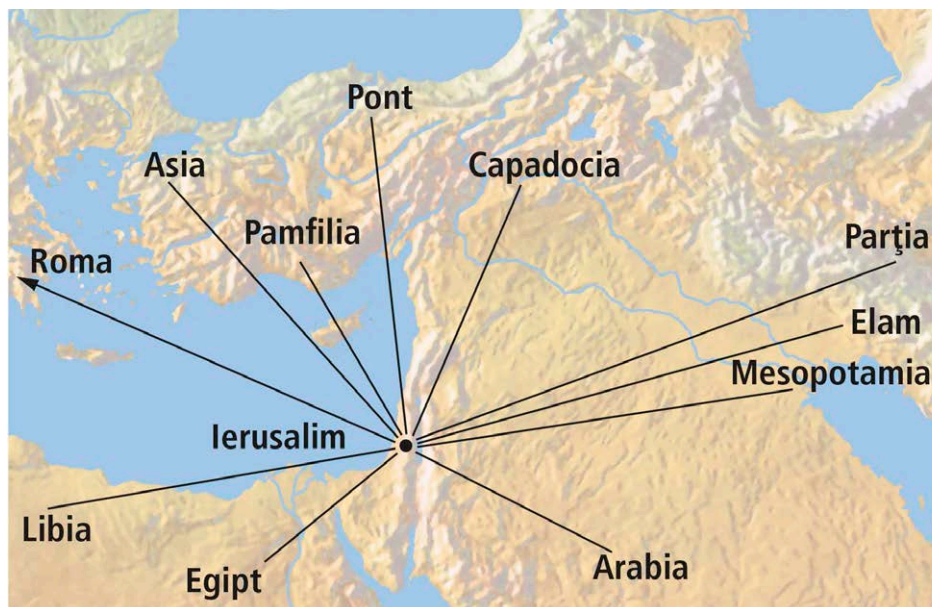 Pont
Asia
Capadocia
Pamfilia
Parţia
Roma
Elam
Mesopotamia
Ierusalim
Libia
Arabia
Egipt